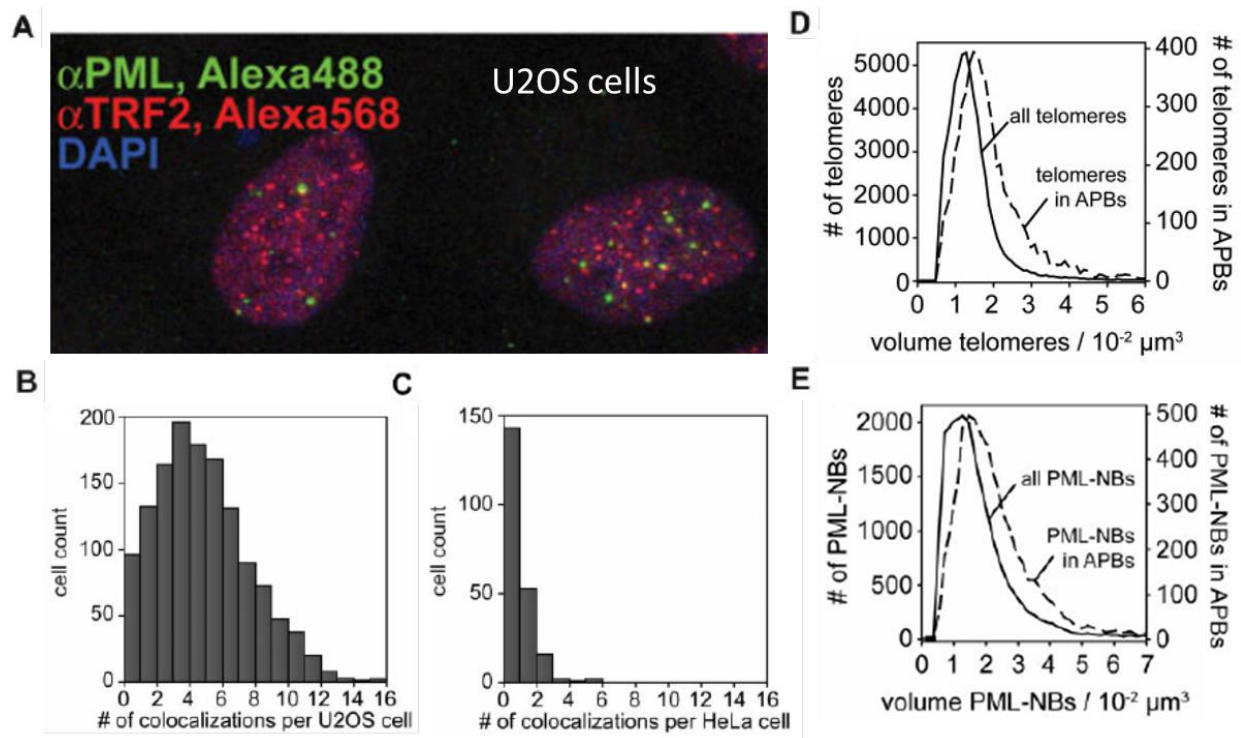 A
αPML, Alexa488
αTRF2, Alexa568
DAPI
U2OS cells
B
200
150
100
50
0
cell count
0 2 4 6 8 10 12 14 16
# of colocalizations per U2OS cell
C
150
100
50
0
cell count
0 2 4 6 8 10 12 14 16
# of colocalizations per HeLa cell
D
5000
4000
3000
2000
1000
0
# of telomeres
400
300
200
100
0
# of telomeres in APBs
all telomeres
telomeres
in APBs
0 1 2 3 4 5 6
volume telomeres / 10⁻² μm³
E
2000
1500
1000
500
0
# of PML-NBs
500
400
300
200
100
0
# of PML-NBs in APBs
all PML-NBs
PML-NBs
in APBs
0 1 2 3 4 5 6 7
volume PML-NBs / 10⁻² μm³